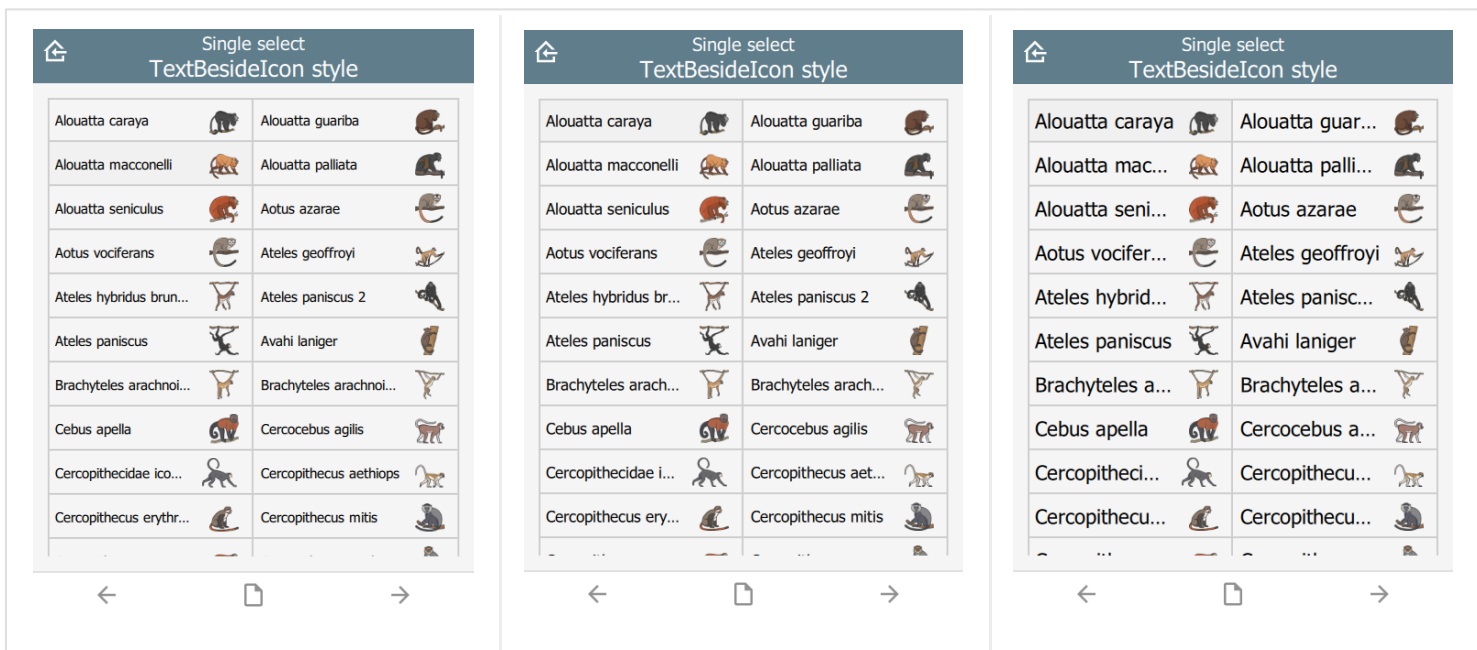 Single select
TextBesideIcon style
Alouatta caraya Alouatta guariba
Alouatta macconelli Alouatta palliata
Alouatta seniculus Aotus azarae
Aotus vociferans Ateles geoffroyi
Ateles hybridus brun... Ateles paniscus 2
Ateles paniscus Avahi laniger
Brachyteles arachnoi... Brachyteles arachnoi...
Cebus apella Cercocebus agilis
Cercopithecidae ico... Cercopithecus aethiops
Cercopithecus erythr... Cercopithecus mitis
Single select
TextBesideIcon style
Alouatta caraya Alouatta guariba
Alouatta macconelli Alouatta palliata
Alouatta seniculus Aotus azarae
Aotus vociferans Ateles geoffroyi
Ateles hybridus br... Ateles paniscus 2
Ateles paniscus Avahi laniger
Brachyteles arach... Brachyteles arach...
Cebus apella Cercocebus agilis
Cercopithecidae i... Cercopithecus aet...
Cercopithecus ery... Cercopithecus mitis
Single select
TextBesideIcon style
Alouatta caraya Alouatta guar...
Alouatta mac... Alouatta palli...
Alouatta seni... Aotus azarae
Aotus vocifer... Ateles geoffroyi
Ateles hybrid... Ateles panisc...
Ateles paniscus Avahi laniger
Brachyteles a... Brachyteles a...
Cebus apella Cercocebus a...
Cercopitheci... Cercopithecu...
Cercopithecu... Cercopithecu...